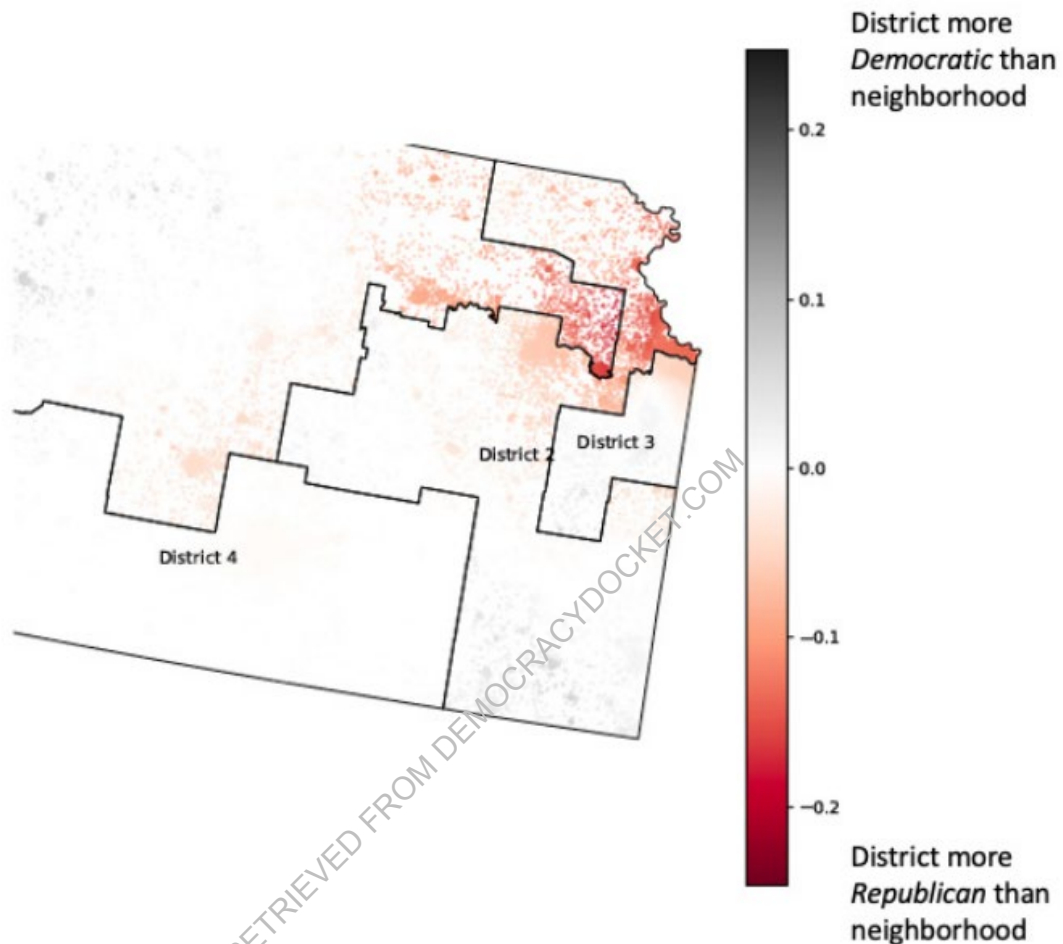 District more
Democratic than
neighborhood
0.2
0.1
0.0
−0.1
−0.2
District 3
District 2
District 4
District more
Republican than
neighborhood
RETRIEVED FROM DEMOCRACYDOCKET.COM